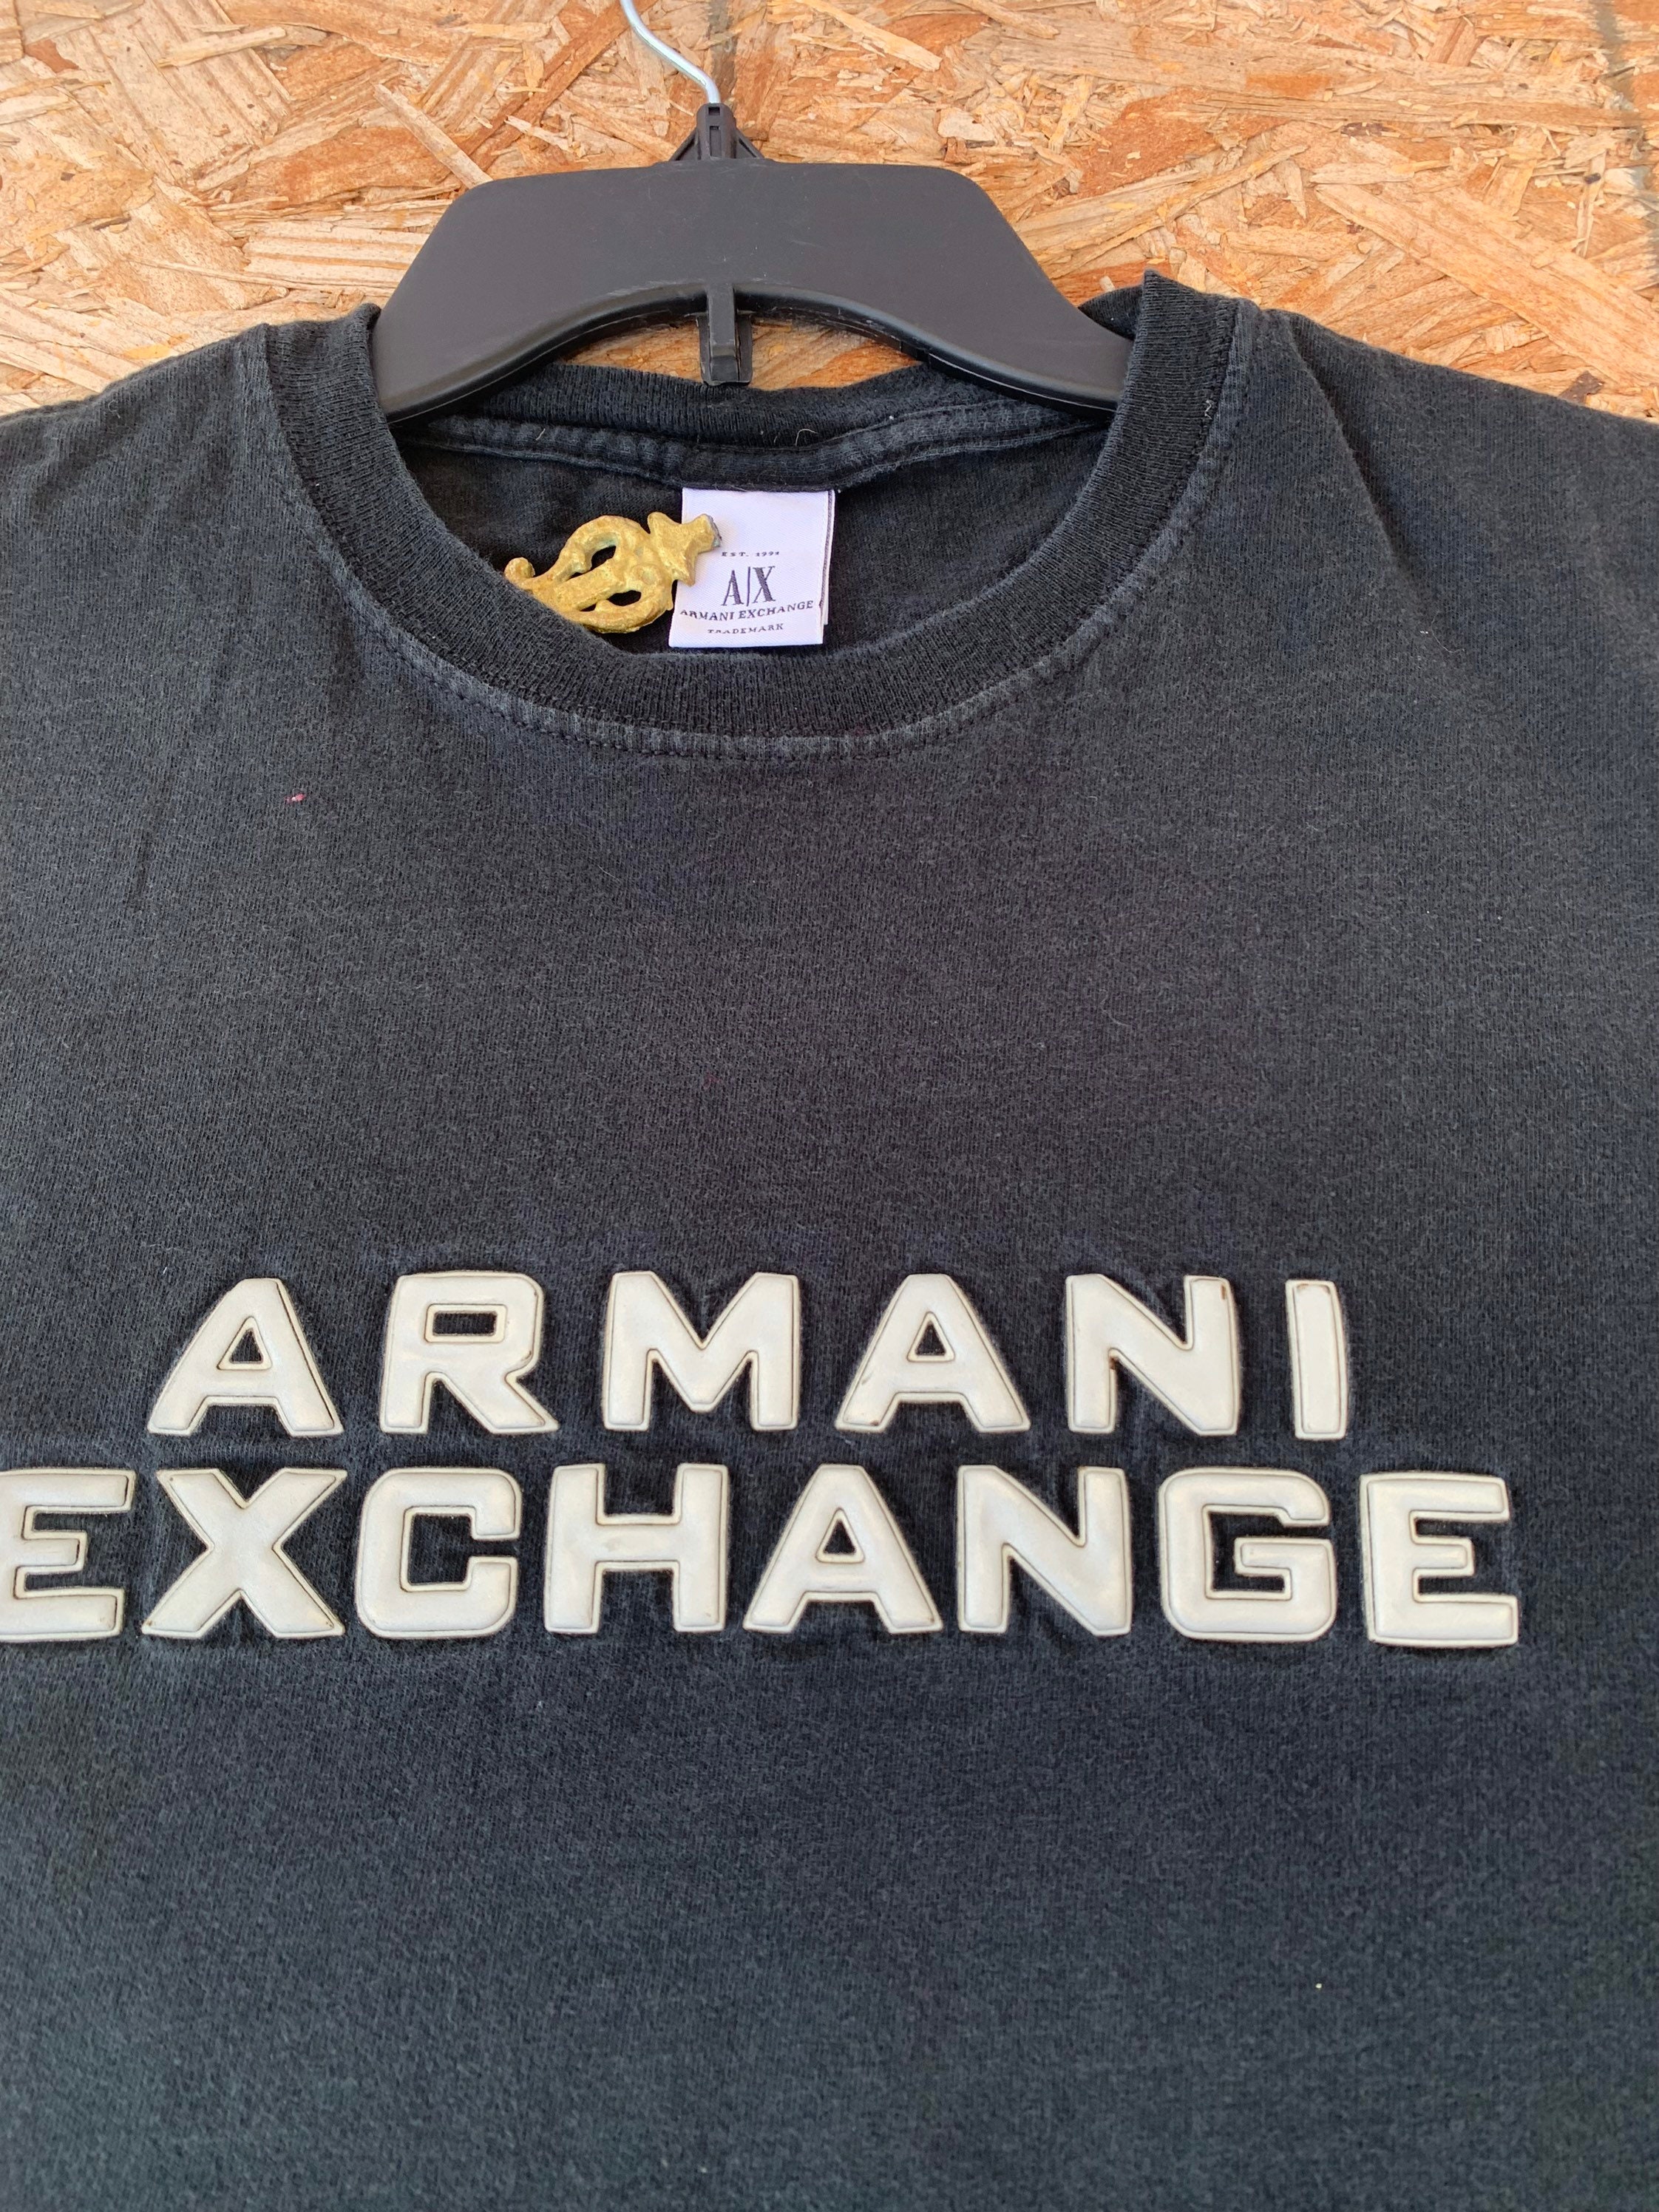 EST. 1991
A|X
ARMANI EXCHANGE
TRADEMARK
ARMANI
EXCHANGE